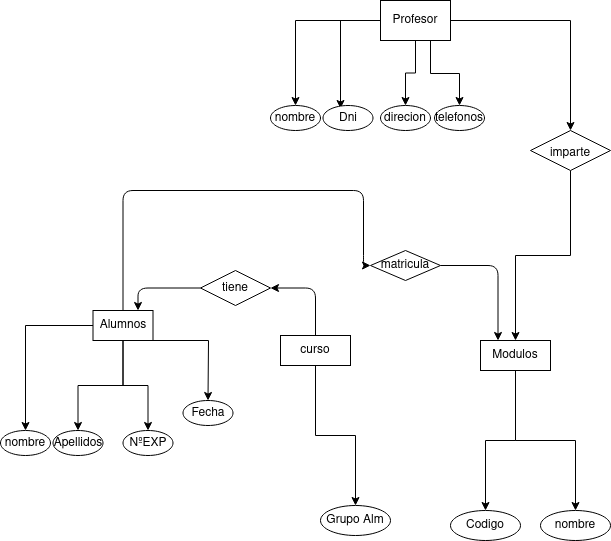 Profesor
nombre
Dni
direcion
telefonos
imparte
matricula
tiene
Alumnos
curso
Modulos
Fecha
nombre
Apellidos
NºEXP
Grupo Alm
Codigo
nombre